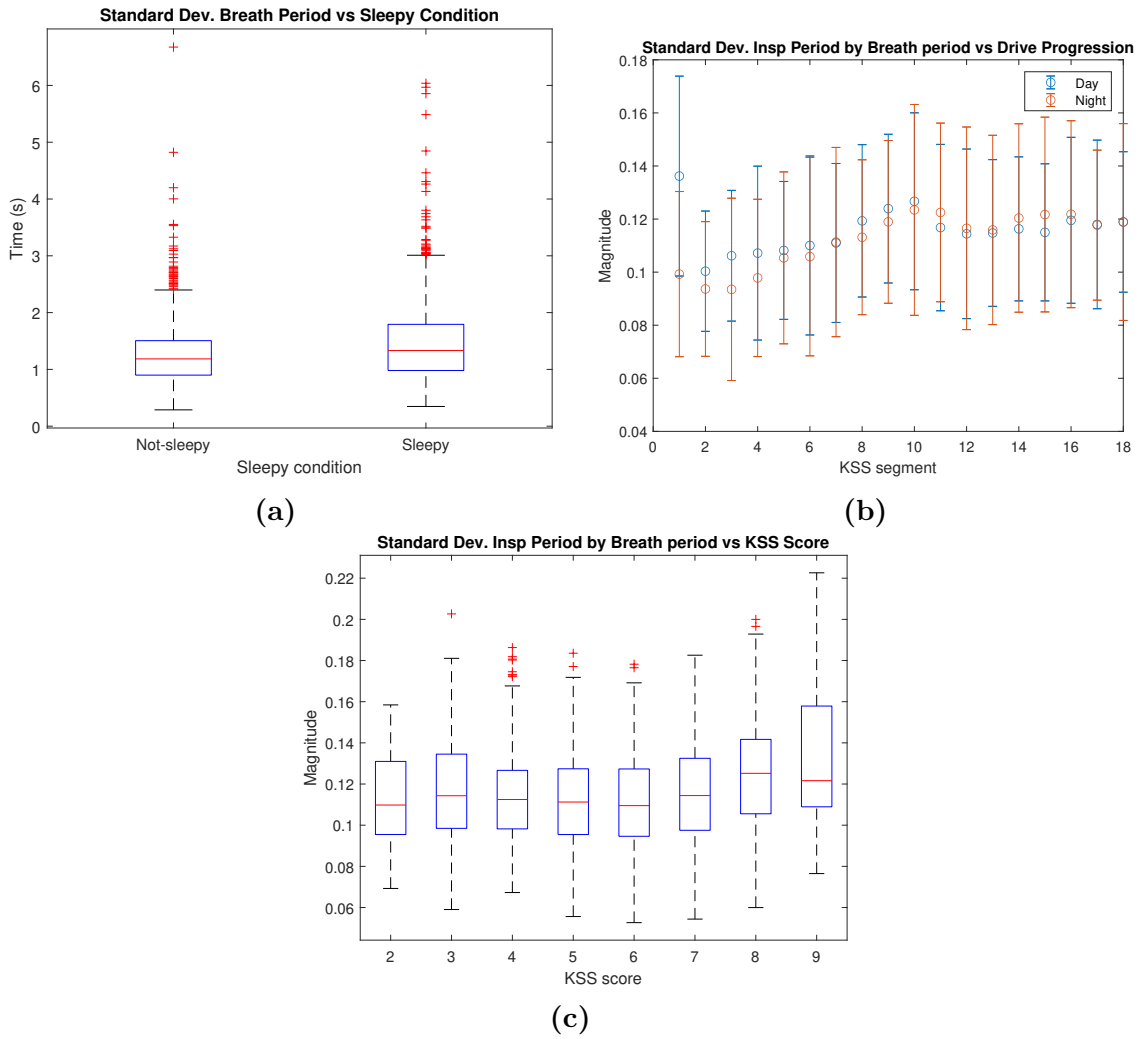 Standard Dev. Breath Period vs Sleepy Condition
6
5
4
3
2
1
0
Time (s)
Not-sleepy
Sleepy
Sleepy condition
(a)
Standard Dev. Insp Period by Breath period vs Drive Progression
0.18
0.16
0.14
0.12
0.1
0.08
0.06
0.04
Magnitude
Day
Night
0 2 4 6 8 10 12 14 16 18
KSS segment
(b)
Standard Dev. Insp Period by Breath period vs KSS Score
0.22
0.2
0.18
0.16
0.14
0.12
0.1
0.08
0.06
Magnitude
2 3 4 5 6 7 8 9
KSS score
(c)